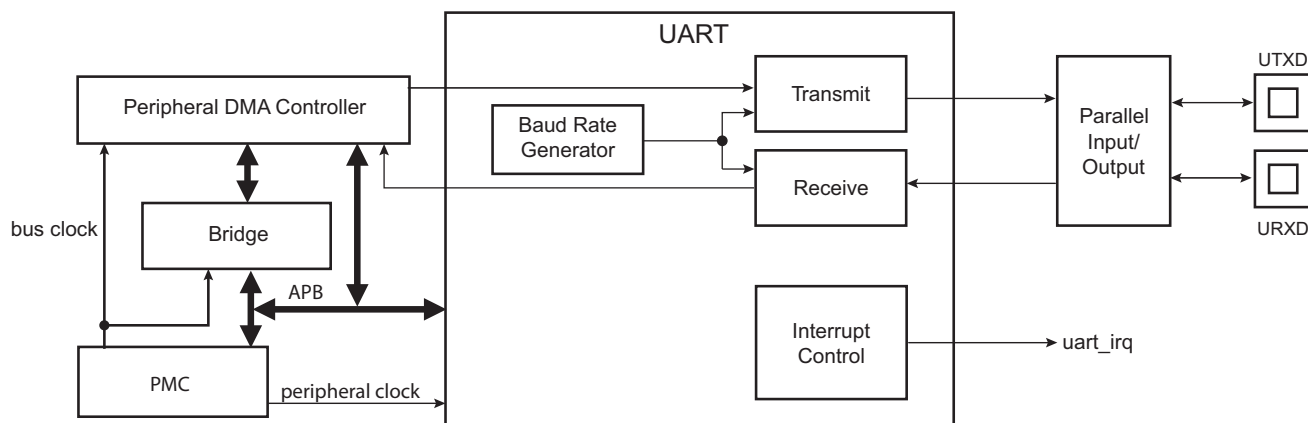 UART
UTXD
Peripheral DMA Controller
Transmit
Baud Rate
Generator
Parallel
Input/
Output
Receive
bus clock
Bridge
URXD
APB
Interrupt
Control
uart_irq
PMC
peripheral clock